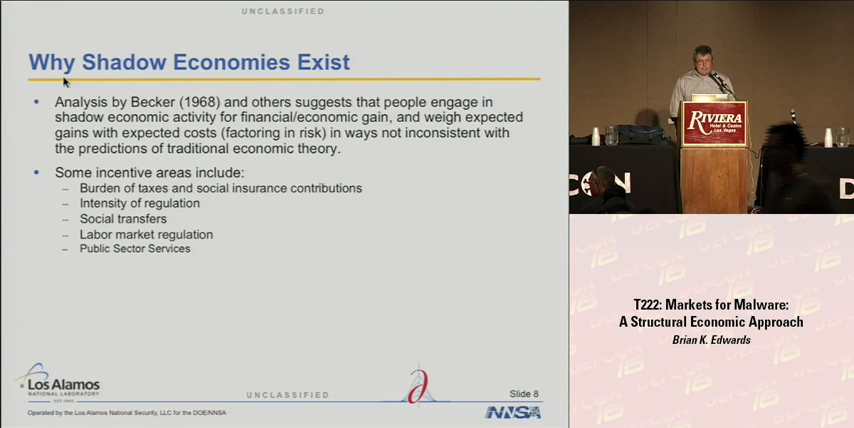 UNCLASSIFIED
Why Shadow Economies Exist
• Analysis by Becker (1968) and others suggests that people engage in
shadow economic activity for financial/economic gain, and weigh expected
gains with expected costs (factoring in risk) in ways not inconsistent with
the predictions of traditional economic theory.
• Some incentive areas include:
– Burden of taxes and social insurance contributions
– Intensity of regulation
– Social transfers
– Labor market regulation
– Public Sector Services
Los Alamos
NATIONAL LABORATORY
EST 1943
UNCLASSIFIED
Slide 8
Operated by the Los Alamos National Security, LLC for the DOE/NNSA
NNSA
RIVIERA
Hotel & Casino
Las Vegas
CON
D
DEFCON 16
T222: Markets for Malware:
A Structural Economic Approach
Brian K. Edwards